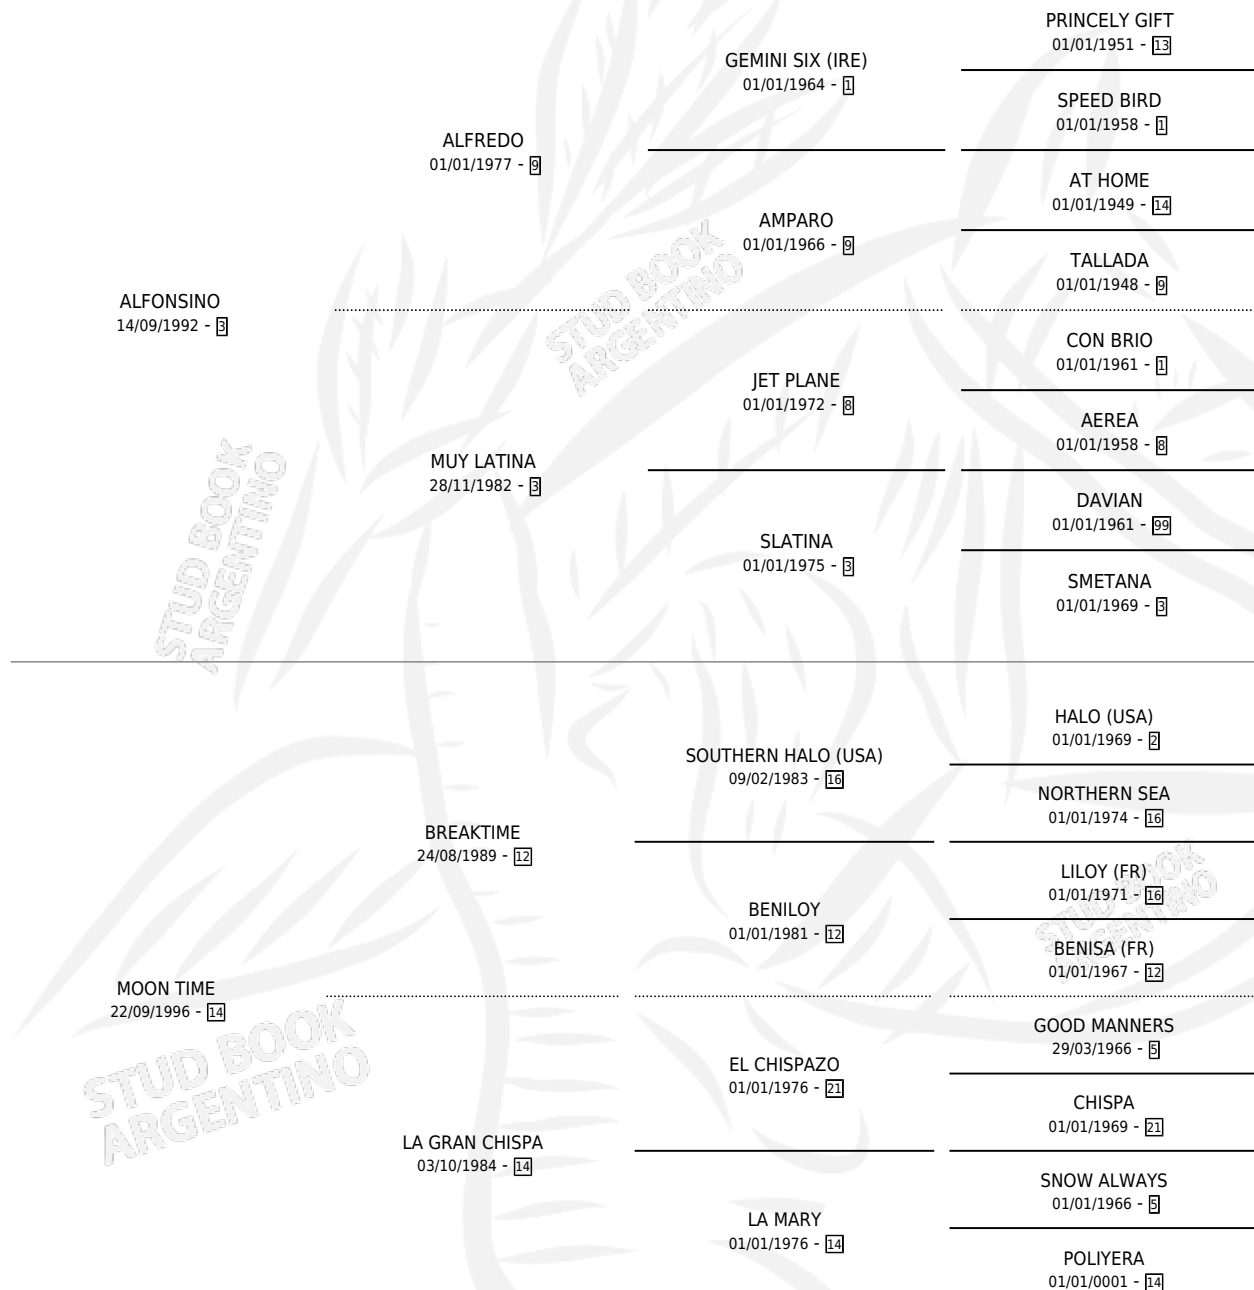 PRINCELY GIFT
01/01/1951 - 13
GEMINI SIX (IRE)
01/01/1964 - 1
SPEED BIRD
01/01/1958 - 1
ALFREDO
01/01/1977 - 9
AT HOME
01/01/1949 - 14
AMPARO
01/01/1966 - 9
TALLADA
01/01/1948 - 9
ALFONSINO
14/09/1992 - 3
CON BRIO
01/01/1961 - 1
JET PLANE
01/01/1972 - 8
AEREA
01/01/1958 - 8
MUY LATINA
28/11/1982 - 3
DAVIAN
01/01/1961 - 99
SLATINA
01/01/1975 - 3
SMETANA
01/01/1969 - 3
HALO (USA)
01/01/1969 - 2
SOUTHERN HALO (USA)
09/02/1983 - 16
NORTHERN SEA
01/01/1974 - 16
BREAKTIME
24/08/1989 - 12
LILOY (FR)
01/01/1971 - 16
BENILOY
01/01/1981 - 12
BENISA (FR)
01/01/1967 - 12
MOON TIME
22/09/1996 - 14
GOOD MANNERS
29/03/1966 - 5
EL CHISPAZO
01/01/1976 - 21
CHISPA
01/01/1969 - 21
LA GRAN CHISPA
03/10/1984 - 14
SNOW ALWAYS
01/01/1966 - 5
LA MARY
01/01/1976 - 14
POLIYERA
01/01/0001 - 14
STUD BOOK
ARGENTINO
STUD BOOK
ARGENTINO
STUD BOOK
ARGENTINO
STUD BOOK
ARGENTINO